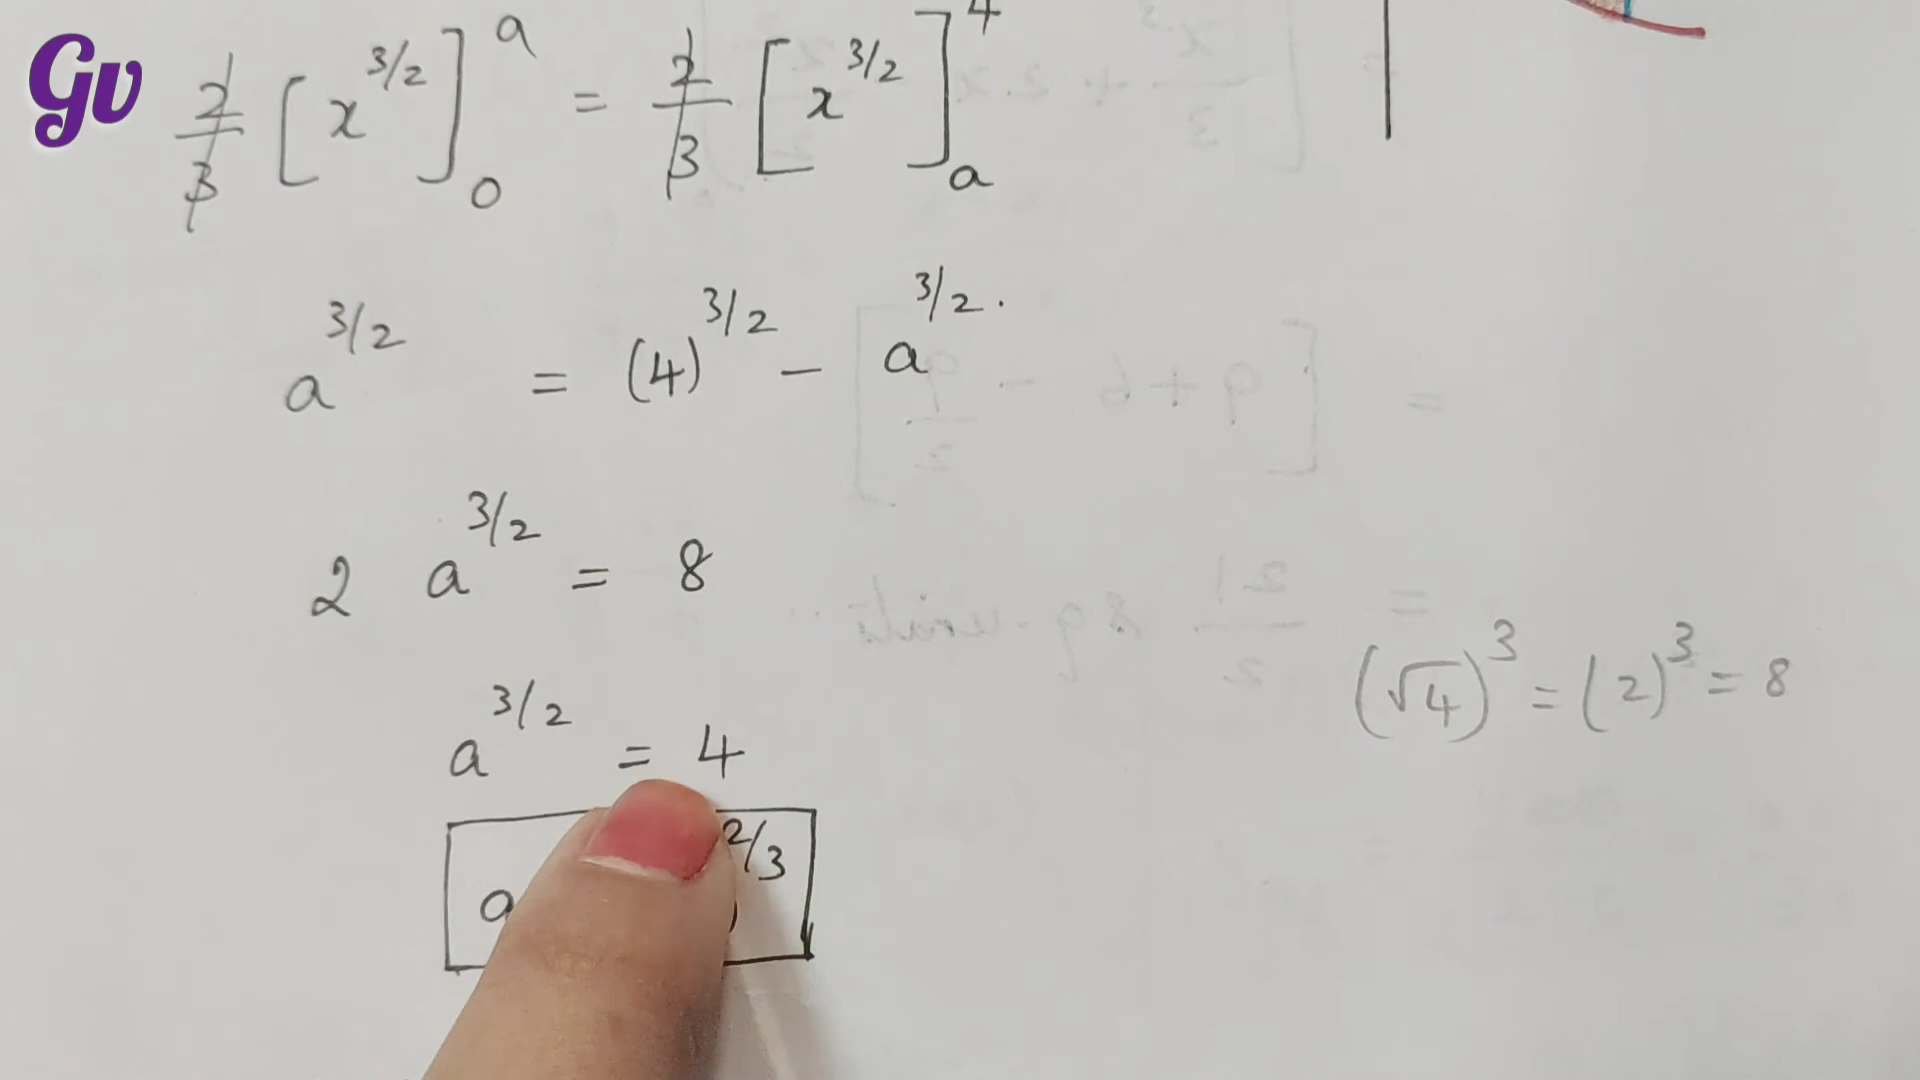 Gv
2/3 [x^3/2]_0^a = 2/3 [x^3/2]_a^4
a^3/2 = (4)^3/2 - a^3/2.
2 a^3/2 = 8
(√4)^3 = (2)^3 = 8
a^3/2 = 4
a ) 2/3